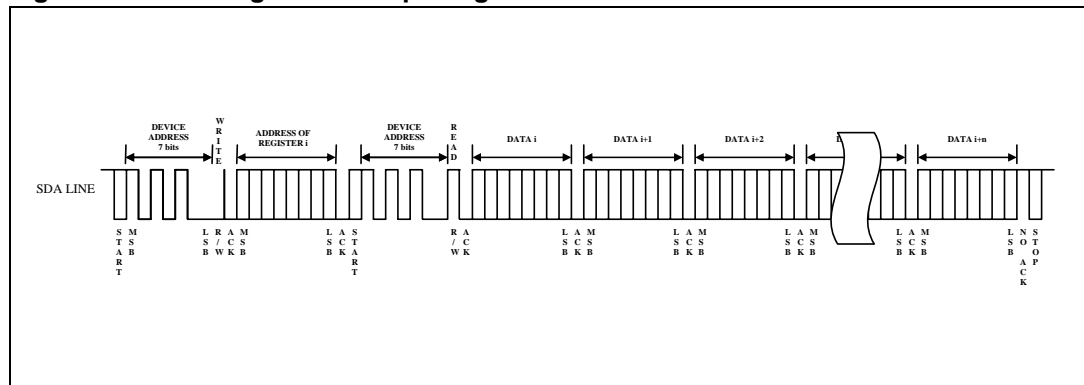 DEVICE
ADDRESS
7 bits
WRITE
ADDRESS OF
REGISTER i
DEVICE
ADDRESS
7 bits
READ
DATA i
DATA i+1
DATA i+2
DATA i+n
SDA LINE
START
MSB
LSB
R/W
ACK
MSB
LSB
ACK
START
R/W
ACK
LSB
ACK
MSB
LSB
ACK
MSB
LSB
ACK
MSB
LSB
ACK
MSB
LSB
NO ACK
STOP